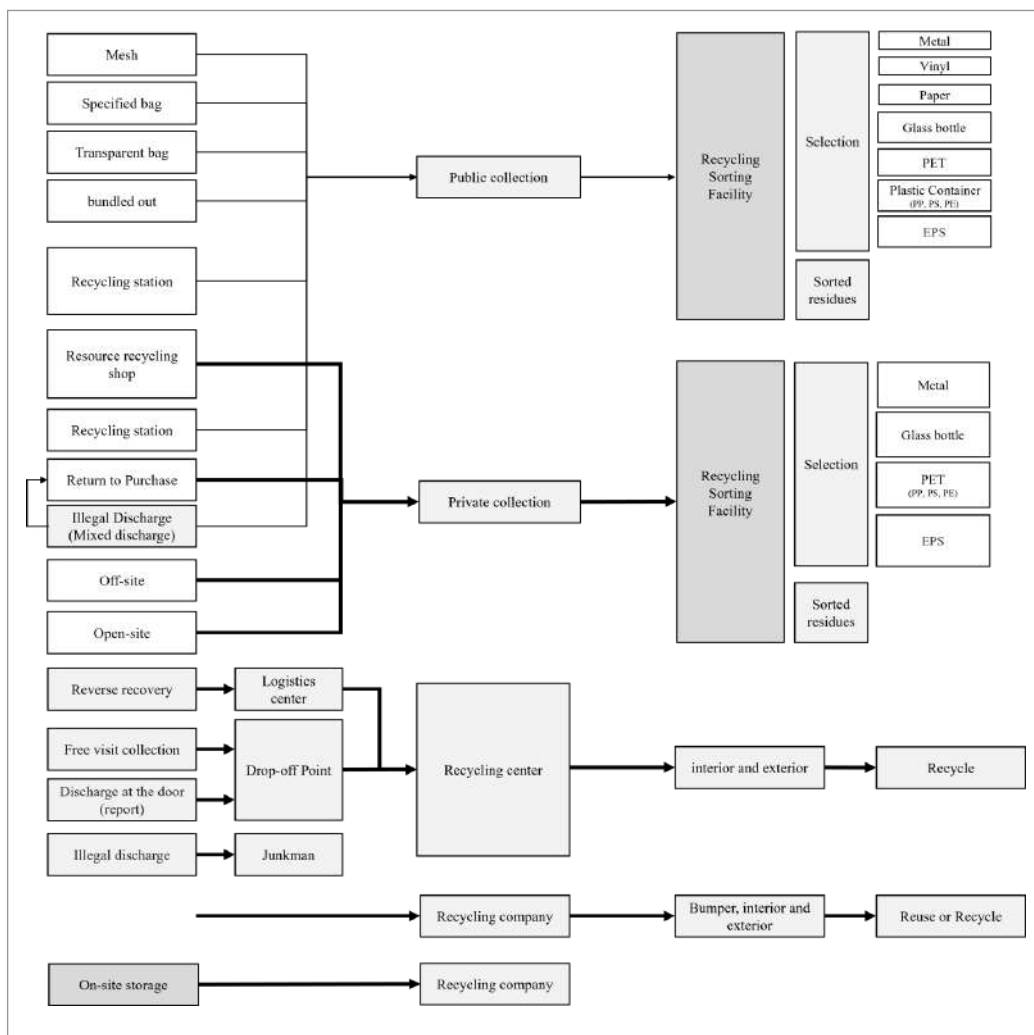 Mesh
Specified bag
Transparent bag
bundled out
Recycling station
Resource recycling
shop
Recycling station
Return to Purchase
Illegal Discharge
(Mixed discharge)
Off-site
Open-site
Public collection
Private collection
Recycling
Sorting
Facility
Selection
Sorted
residues
Metal
Vinyl
Paper
Glass bottle
PET
Plastic Container
(PP, PS, PE)
EPS
Recycling
Sorting
Facility
Selection
Sorted
residues
Metal
Glass bottle
PET
(PP, PS, PE)
EPS
Reverse recovery
Logistics
center
Free visit collection
Discharge at the door
(report)
Drop-off Point
Recycling center
interior and exterior
Recycle
Illegal discharge
Junkman
Recycling company
Bumper, interior and
exterior
Reuse or Recycle
On-site storage
Recycling company